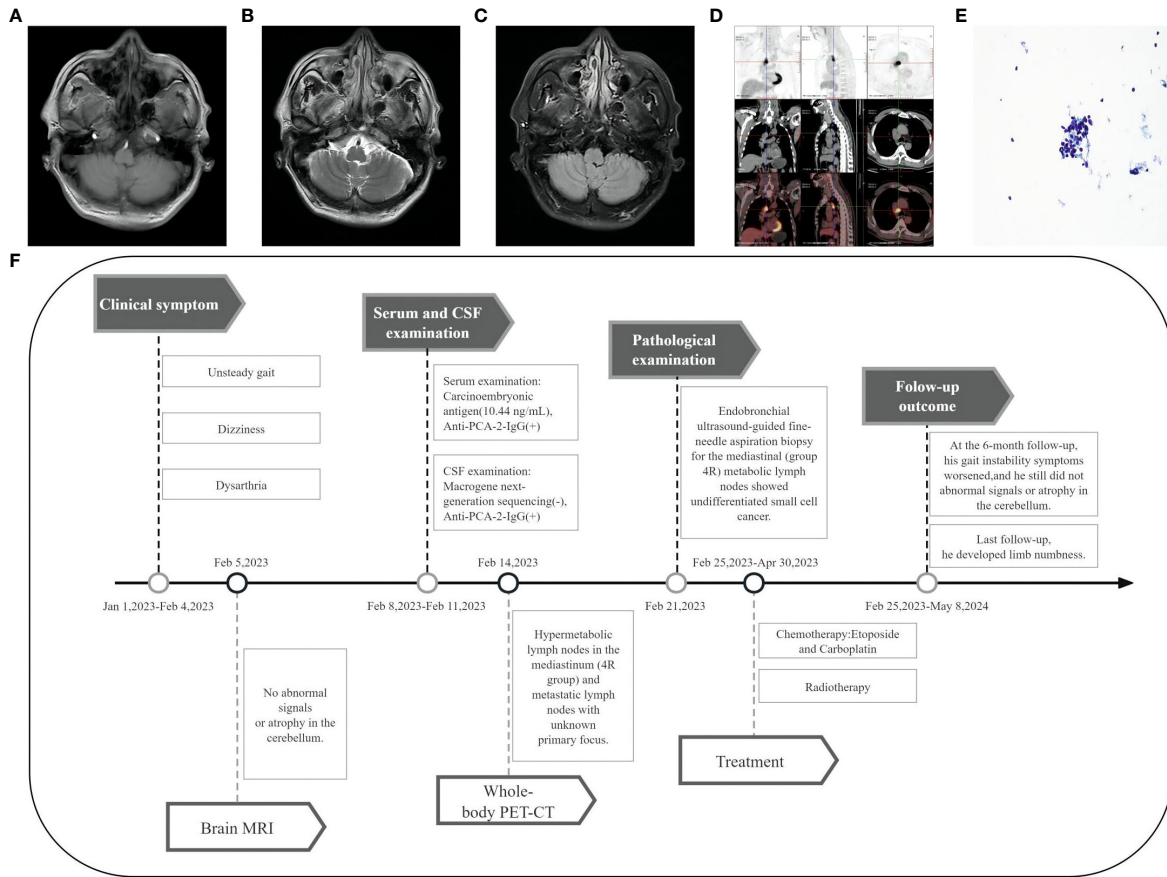 A
B
C
D
E
F
Clinical symptom
Unsteady gait
Dizziness
Dysarthria
Serum and CSF
examination
Serum examination:
Carcinoembryonic
antigen(10.44 ng/mL),
Anti-PCA-2-IgG(+)
CSF examination:
Macrogene next-
generation sequencing(-),
Anti-PCA-2-IgG(+)
Pathological
examination
Endobronchial
ultrasound-guided fine-
needle aspiration biopsy
for the mediastinal (group
4R) metabolic lymph
nodes showed
undifferentiated small cell
cancer.
Folow-up
outcome
At the 6-month follow-up,
his gait instability symptoms
worsened,and he still did not
abnormal signals or atrophy in
the cerebellum.
Last follow-up,
he developed limb numbness.
Feb 5,2023
Feb 14,2023
Feb 25,2023-Apr 30,2023
Jan 1,2023-Feb 4,2023
Feb 8,2023-Feb 11,2023
Feb 21,2023
Feb 25,2023-May 8,2024
No abnormal
signals
or atrophy in the
cerebellum.
Brain MRI
Hypermetabolic
lymph nodes in the
mediastinum (4R
group) and
metastatic lymph
nodes with
unknown
primary focus.
Whole-
body PET-CT
Chemotherapy:Etoposide
and Carboplatin
Radiotherapy
Treatment